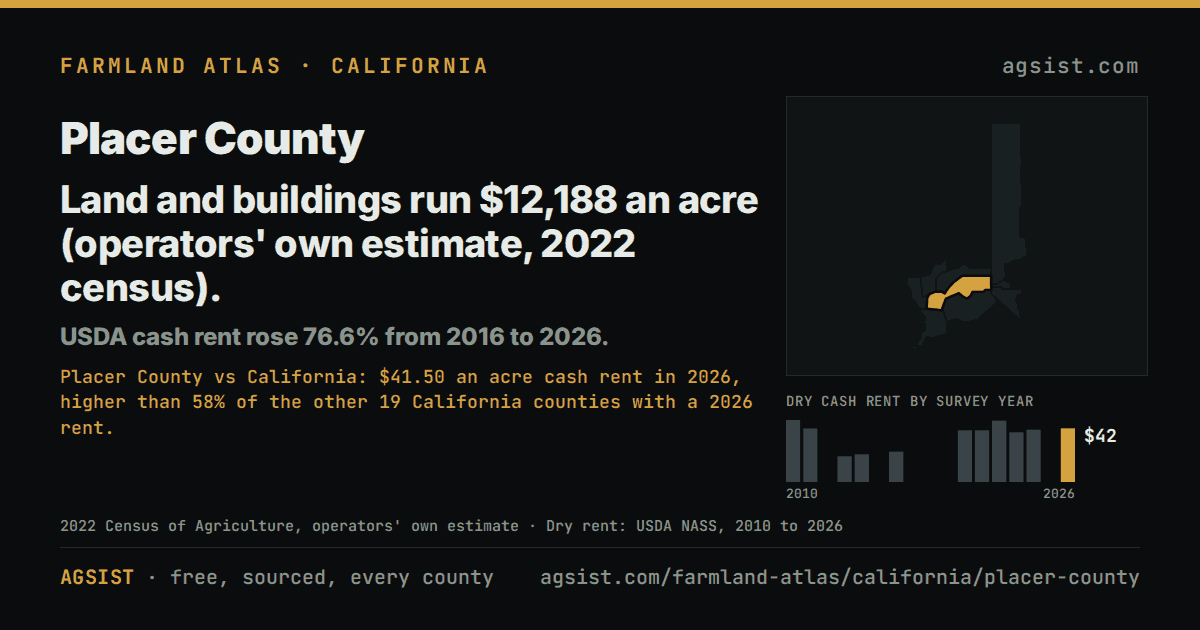 FARMLAND ATLAS · CALIFORNIA
agsist.com
Placer County
Land and buildings run $12,188 an acre
(operators' own estimate, 2022
census).
USDA cash rent rose 76.6% from 2016 to 2026.
Placer County vs California: $41.50 an acre cash rent in 2026,
higher than 58% of the other 19 California counties with a 2026
rent.
DRY CASH RENT BY SURVEY YEAR
$42
2010
2026
2022 Census of Agriculture, operators' own estimate · Dry rent: USDA NASS, 2010 to 2026
AGSIST · free, sourced, every county
agsist.com/farmland-atlas/california/placer-county